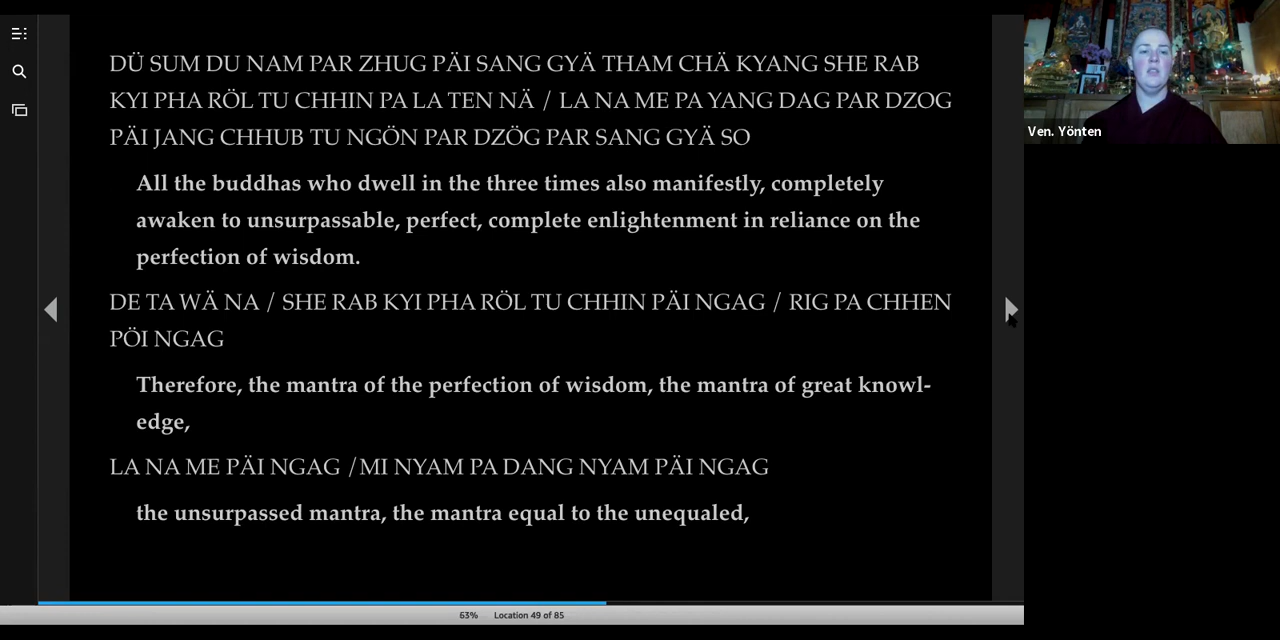 DÜ SUM DU NAM PAR ZHUG PÄI SANG GYÄ THAM CHÄ KYANG SHE RAB
KYI PHA RÖL TU CHHIN PA LA TEN NÄ / LA NA ME PA YANG DAG PAR DZOG
PÄI JANG CHHUB TU NGÖN PAR DZÖG PAR SANG GYÄ SO
All the buddhas who dwell in the three times also manifestly, completely
awaken to unsurpassable, perfect, complete enlightenment in reliance on the
perfection of wisdom.
DE TA WÄ NA / SHE RAB KYI PHA RÖL TU CHHIN PÄI NGAG / RIG PA CHHEN
PÖI NGAG
Therefore, the mantra of the perfection of wisdom, the mantra of great knowl-
edge,
LA NA ME PÄI NGAG /MI NYAM PA DANG NYAM PÄI NGAG
the unsurpassed mantra, the mantra equal to the unequaled,
63% Location 49 of 85
Ven. Yönten